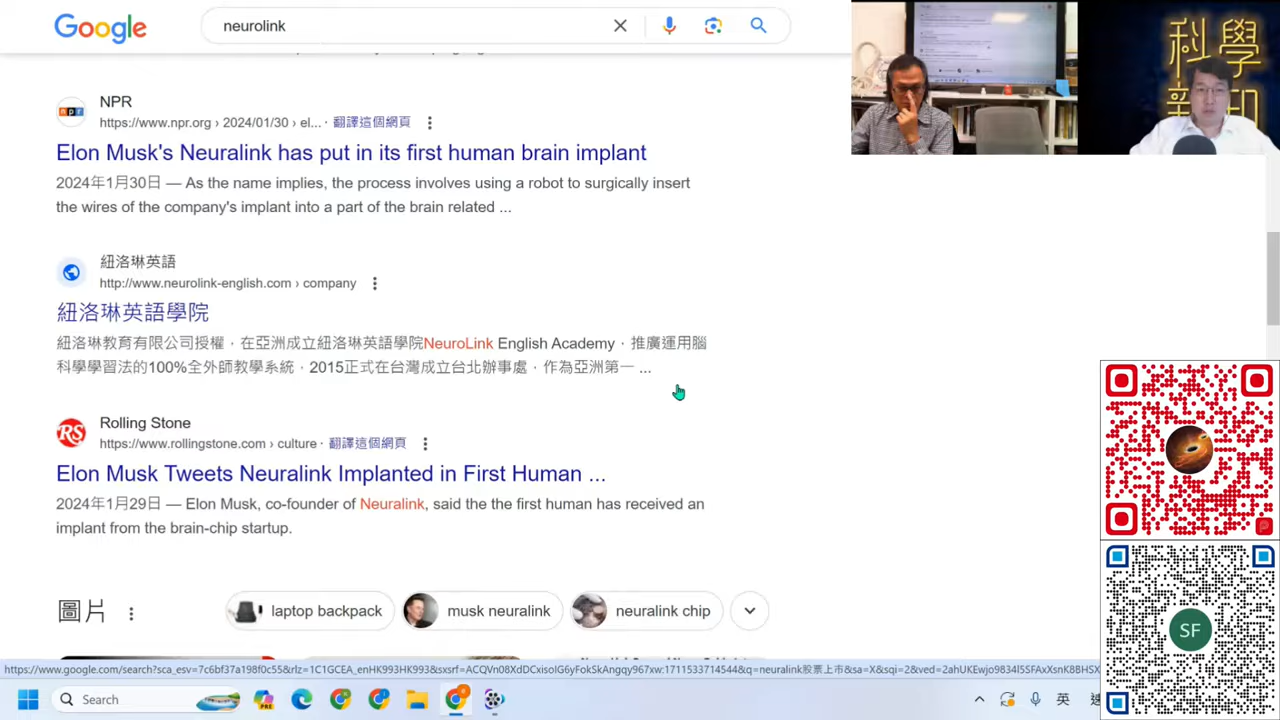 Google
neurolink
NPR
https://www.npr.org › 2024/01/30 › el... · 翻譯這個網頁
Elon Musk's Neuralink has put in its first human brain implant
2024年1月30日 — As the name implies, the process involves using a robot to surgically insert
the wires of the company's implant into a part of the brain related ...
紐洛琳英語
http://www.neurolink-english.com › company
紐洛琳英語學院
紐洛琳教育有限公司授權，在亞洲成立紐洛琳英語學院NeuroLink English Academy，推廣運用腦
科學學習法的100%全外師教學系統，2015正式在台灣成立台北辦事處，作為亞洲第一 ...
Rolling Stone
https://www.rollingstone.com › culture · 翻譯這個網頁
Elon Musk Tweets Neuralink Implanted in First Human ...
2024年1月29日 — Elon Musk, co-founder of Neuralink, said the the first human has received an
implant from the brain-chip startup.
圖片
laptop backpack
musk neuralink
neuralink chip
Search
英
科學
SF